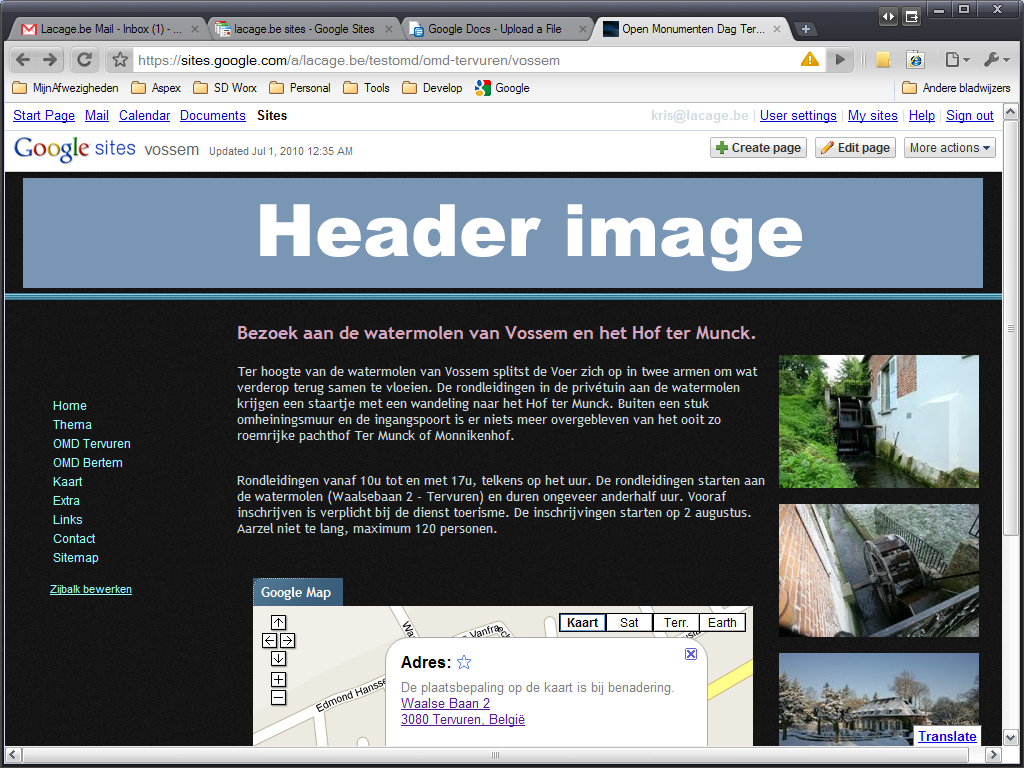 Lacage.be Mail - Inbox (1) - ...
lacage.be sites - Google Sites
Google Docs - Upload a File
Open Monumenten Dag Ter...
https://sites.google.com/a/lacage.be/testomd/omd-tervuren/vossem
MijnAfwezigheden Aspex SD Worx Personal Tools Develop Google Andere bladwijzers
Start Page Mail Calendar Documents Sites kris@lacage.be | User settings | My sites | Help | Sign out
Google sites vossem Updated Jul 1, 2010 12:35 AM Create page Edit page More actions
Header image
Home
Thema
OMD Tervuren
OMD Bertem
Kaart
Extra
Links
Contact
Sitemap
Zijbalk bewerken
Bezoek aan de watermolen van Vossem en het Hof ter Munck.
Ter hoogte van de watermolen van Vossem splitst de Voer zich op in twee armen om wat
verderop terug samen te vloeien. De rondleidingen in de privétuin aan de watermolen
krijgen een staartje met een wandeling naar het Hof ter Munck. Buiten een stuk
omheiningsmuur en de ingangspoort is er niets meer overgebleven van het ooit zo
roemrijke pachthof Ter Munck of Monnikenhof.
Rondleidingen vanaf 10u tot en met 17u, telkens op het uur. De rondleidingen starten aan
de watermolen (Waalsebaan 2 - Tervuren) en duren ongeveer anderhalf uur. Vooraf
inschrijven is verplicht bij de dienst toerisme. De inschrijvingen starten op 2 augustus.
Aarzel niet te lang, maximum 120 personen.
Google Map
Kaart Sat Terr. Earth
Edmond Hansse
Adres:
De plaatsbepaling op de kaart is bij benadering.
Waalse Baan 2
3080 Tervuren, België
Translate